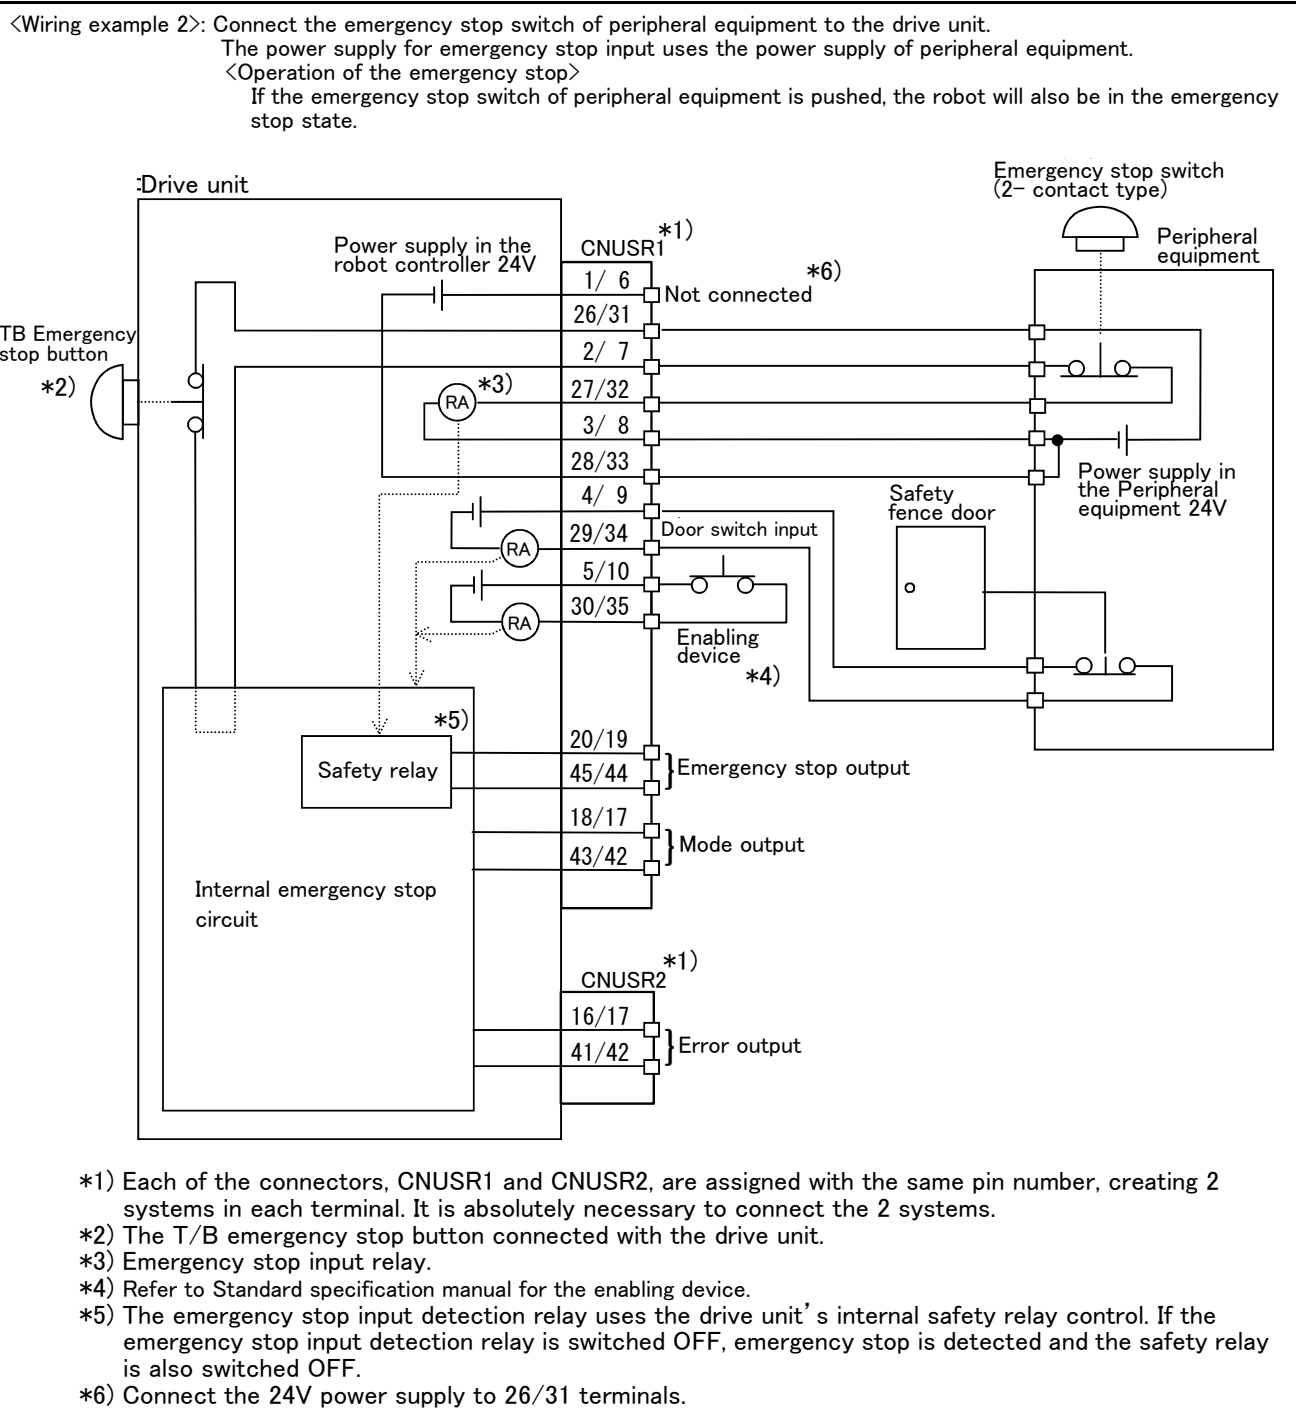 <Wiring example 2>: Connect the emergency stop switch of peripheral equipment to the drive unit.
The power supply for emergency stop input uses the power supply of peripheral equipment.
<Operation of the emergency stop>
If the emergency stop switch of peripheral equipment is pushed, the robot will also be in the emergency
stop state.
:Drive unit
Emergency stop switch
(2- contact type)
Peripheral
equipment
Power supply in the
robot controller 24V
CNUSR1
*1)
1/ 6
Not connected
*6)
26/31
TB Emergency
stop button
*2)
2/ 7
RA
*3)
27/32
3/ 8
28/33
Power supply in
the Peripheral
equipment 24V
4/ 9
Safety
fence door
29/34
Door switch input
RA
5/10
30/35
RA
Enabling
device
*4)
*5)
Safety relay
20/19
45/44
Emergency stop output
18/17
43/42
Mode output
Internal emergency stop
circuit
*1)
CNUSR2
16/17
41/42
Error output
*1) Each of the connectors, CNUSR1 and CNUSR2, are assigned with the same pin number, creating 2
systems in each terminal. It is absolutely necessary to connect the 2 systems.
*2) The T/B emergency stop button connected with the drive unit.
*3) Emergency stop input relay.
*4) Refer to Standard specification manual for the enabling device.
*5) The emergency stop input detection relay uses the drive unit's internal safety relay control. If the
emergency stop input detection relay is switched OFF, emergency stop is detected and the safety relay
is also switched OFF.
*6) Connect the 24V power supply to 26/31 terminals.